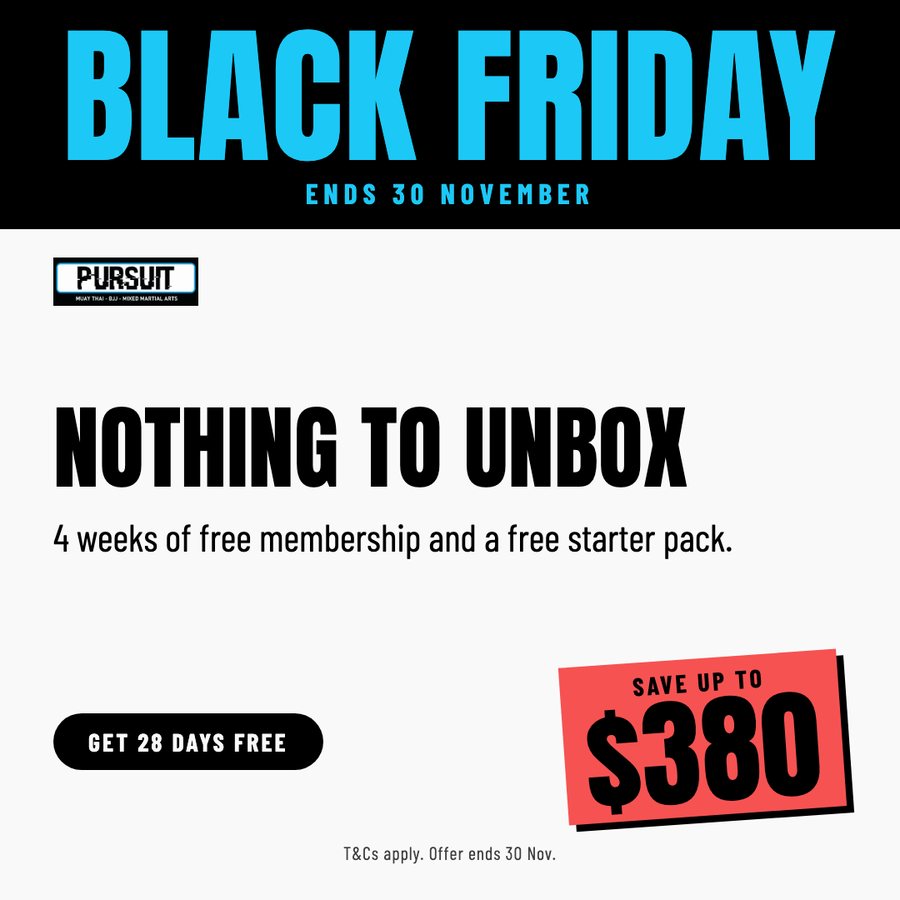 BLACK FRIDAY
ENDS 30 NOVEMBER
PURSUIT
MUAY THAI - BJJ - MIXED MARTIAL ARTS
NOTHING TO UNBOX
4 weeks of free membership and a free starter pack.
SAVE UP TO
$380
GET 28 DAYS FREE
T&Cs apply. Offer ends 30 Nov.